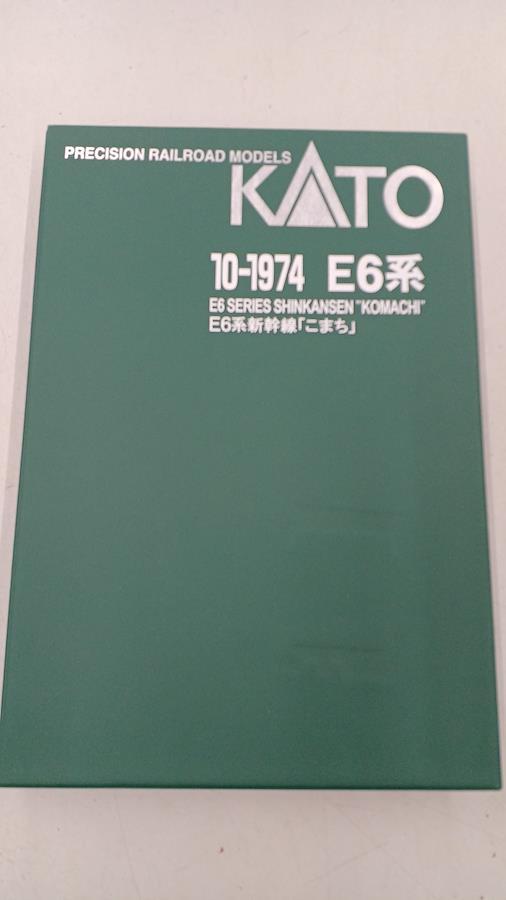 PRECISION RAILROAD MODELS
KATO
10-1974 E6系
E6 SERIES SHINKANSEN "KOMACHI"
E6系新幹線「こまち」